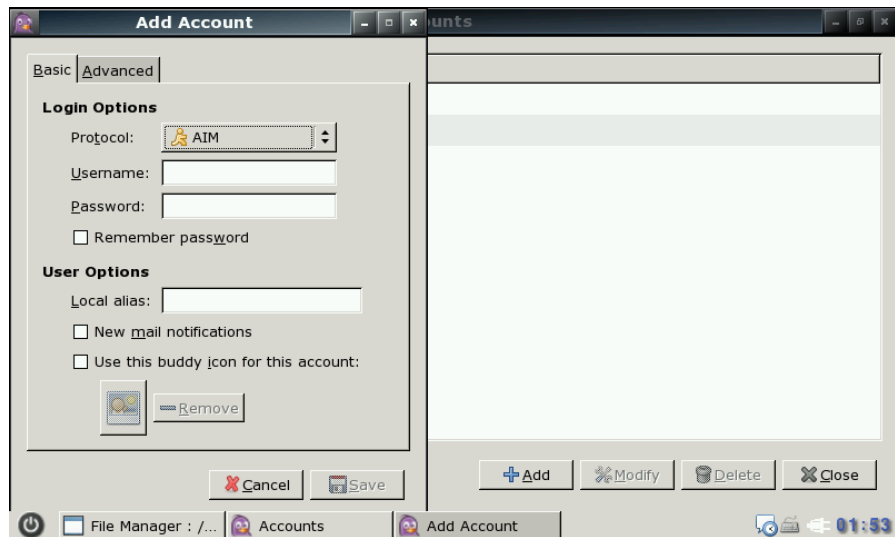 Add Account
unts
Basic Advanced
Login Options
Protocol: AIM
Username:
Password:
Remember password
User Options
Local alias:
New mail notifications
Use this buddy icon for this account:
Remove
Cancel Save
Add Modify Delete Close
File Manager : /... Accounts Add Account 01:53